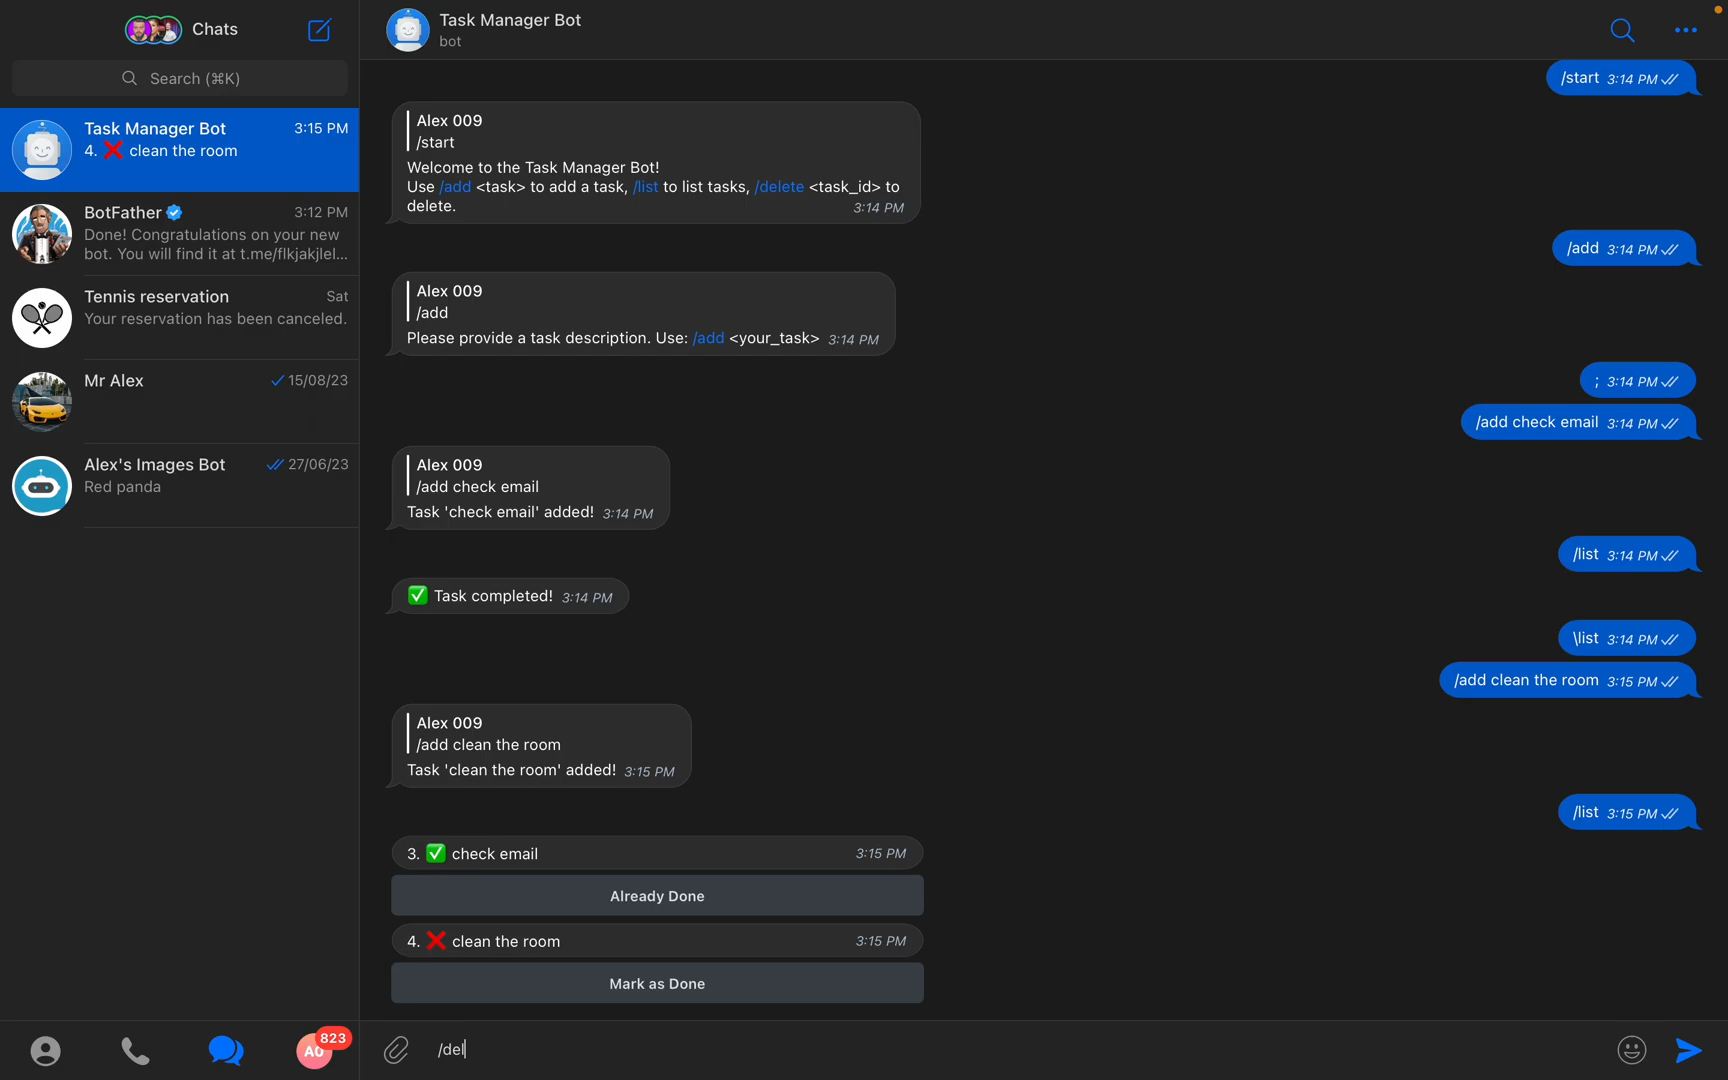 Chats
Search (⌘K)
Task Manager Bot 3:15 PM
4. ❌ clean the room
BotFather 3:12 PM
Done! Congratulations on your new
bot. You will find it at t.me/flkjakjlel...
Tennis reservation Sat
Your reservation has been canceled.
Mr Alex 15/08/23
Alex's Images Bot 27/06/23
Red panda
A0 823
Task Manager Bot
bot
/start 3:14 PM
Alex 009
/start
Welcome to the Task Manager Bot!
Use /add <task> to add a task, /list to list tasks, /delete <task_id> to
delete. 3:14 PM
/add 3:14 PM
Alex 009
/add
Please provide a task description. Use: /add <your_task> 3:14 PM
; 3:14 PM
/add check email 3:14 PM
Alex 009
/add check email
Task 'check email' added! 3:14 PM
/list 3:14 PM
✅ Task completed! 3:14 PM
\list 3:14 PM
/add clean the room 3:15 PM
Alex 009
/add clean the room
Task 'clean the room' added! 3:15 PM
/list 3:15 PM
3. ✅ check email 3:15 PM
Already Done
4. ❌ clean the room 3:15 PM
Mark as Done
/del